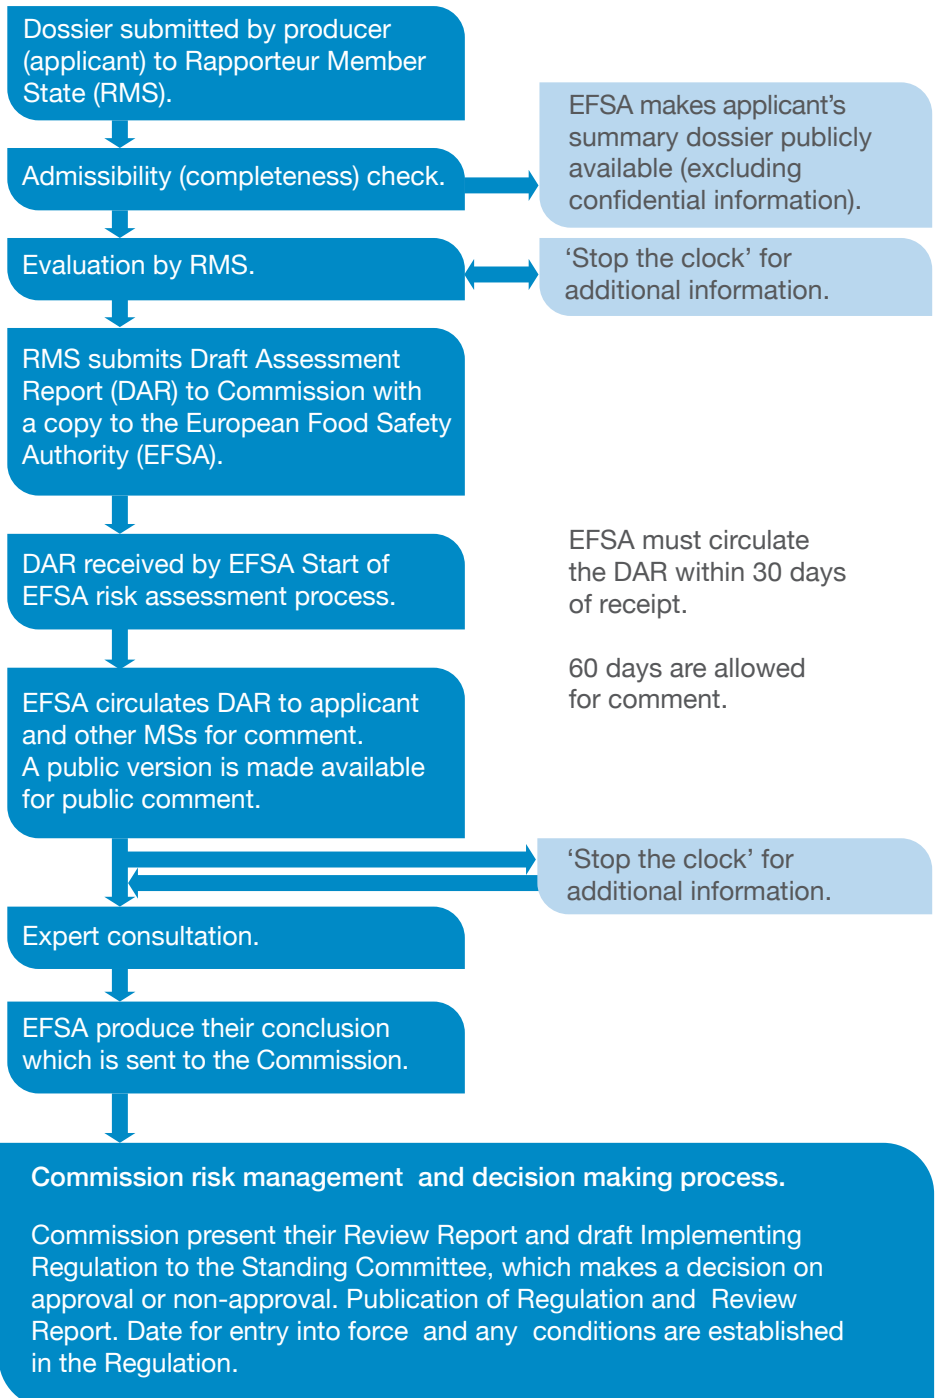 Dossier submitted by producer
(applicant) to Rapporteur Member
State (RMS).
Admissibility (completeness) check.
EFSA makes applicant's
summary dossier publicly
available (excluding
confidential information).
Evaluation by RMS.
‘Stop the clock’ for
additional information.
RMS submits Draft Assessment
Report (DAR) to Commission with
a copy to the European Food Safety
Authority (EFSA).
DAR received by EFSA Start of
EFSA risk assessment process.
EFSA must circulate
the DAR within 30 days
of receipt.
60 days are allowed
for comment.
EFSA circulates DAR to applicant
and other MSs for comment.
A public version is made available
for public comment.
‘Stop the clock’ for
additional information.
Expert consultation.
EFSA produce their conclusion
which is sent to the Commission.
Commission risk management and decision making process.
Commission present their Review Report and draft Implementing
Regulation to the Standing Committee, which makes a decision on
approval or non-approval. Publication of Regulation and Review
Report. Date for entry into force and any conditions are established
in the Regulation.